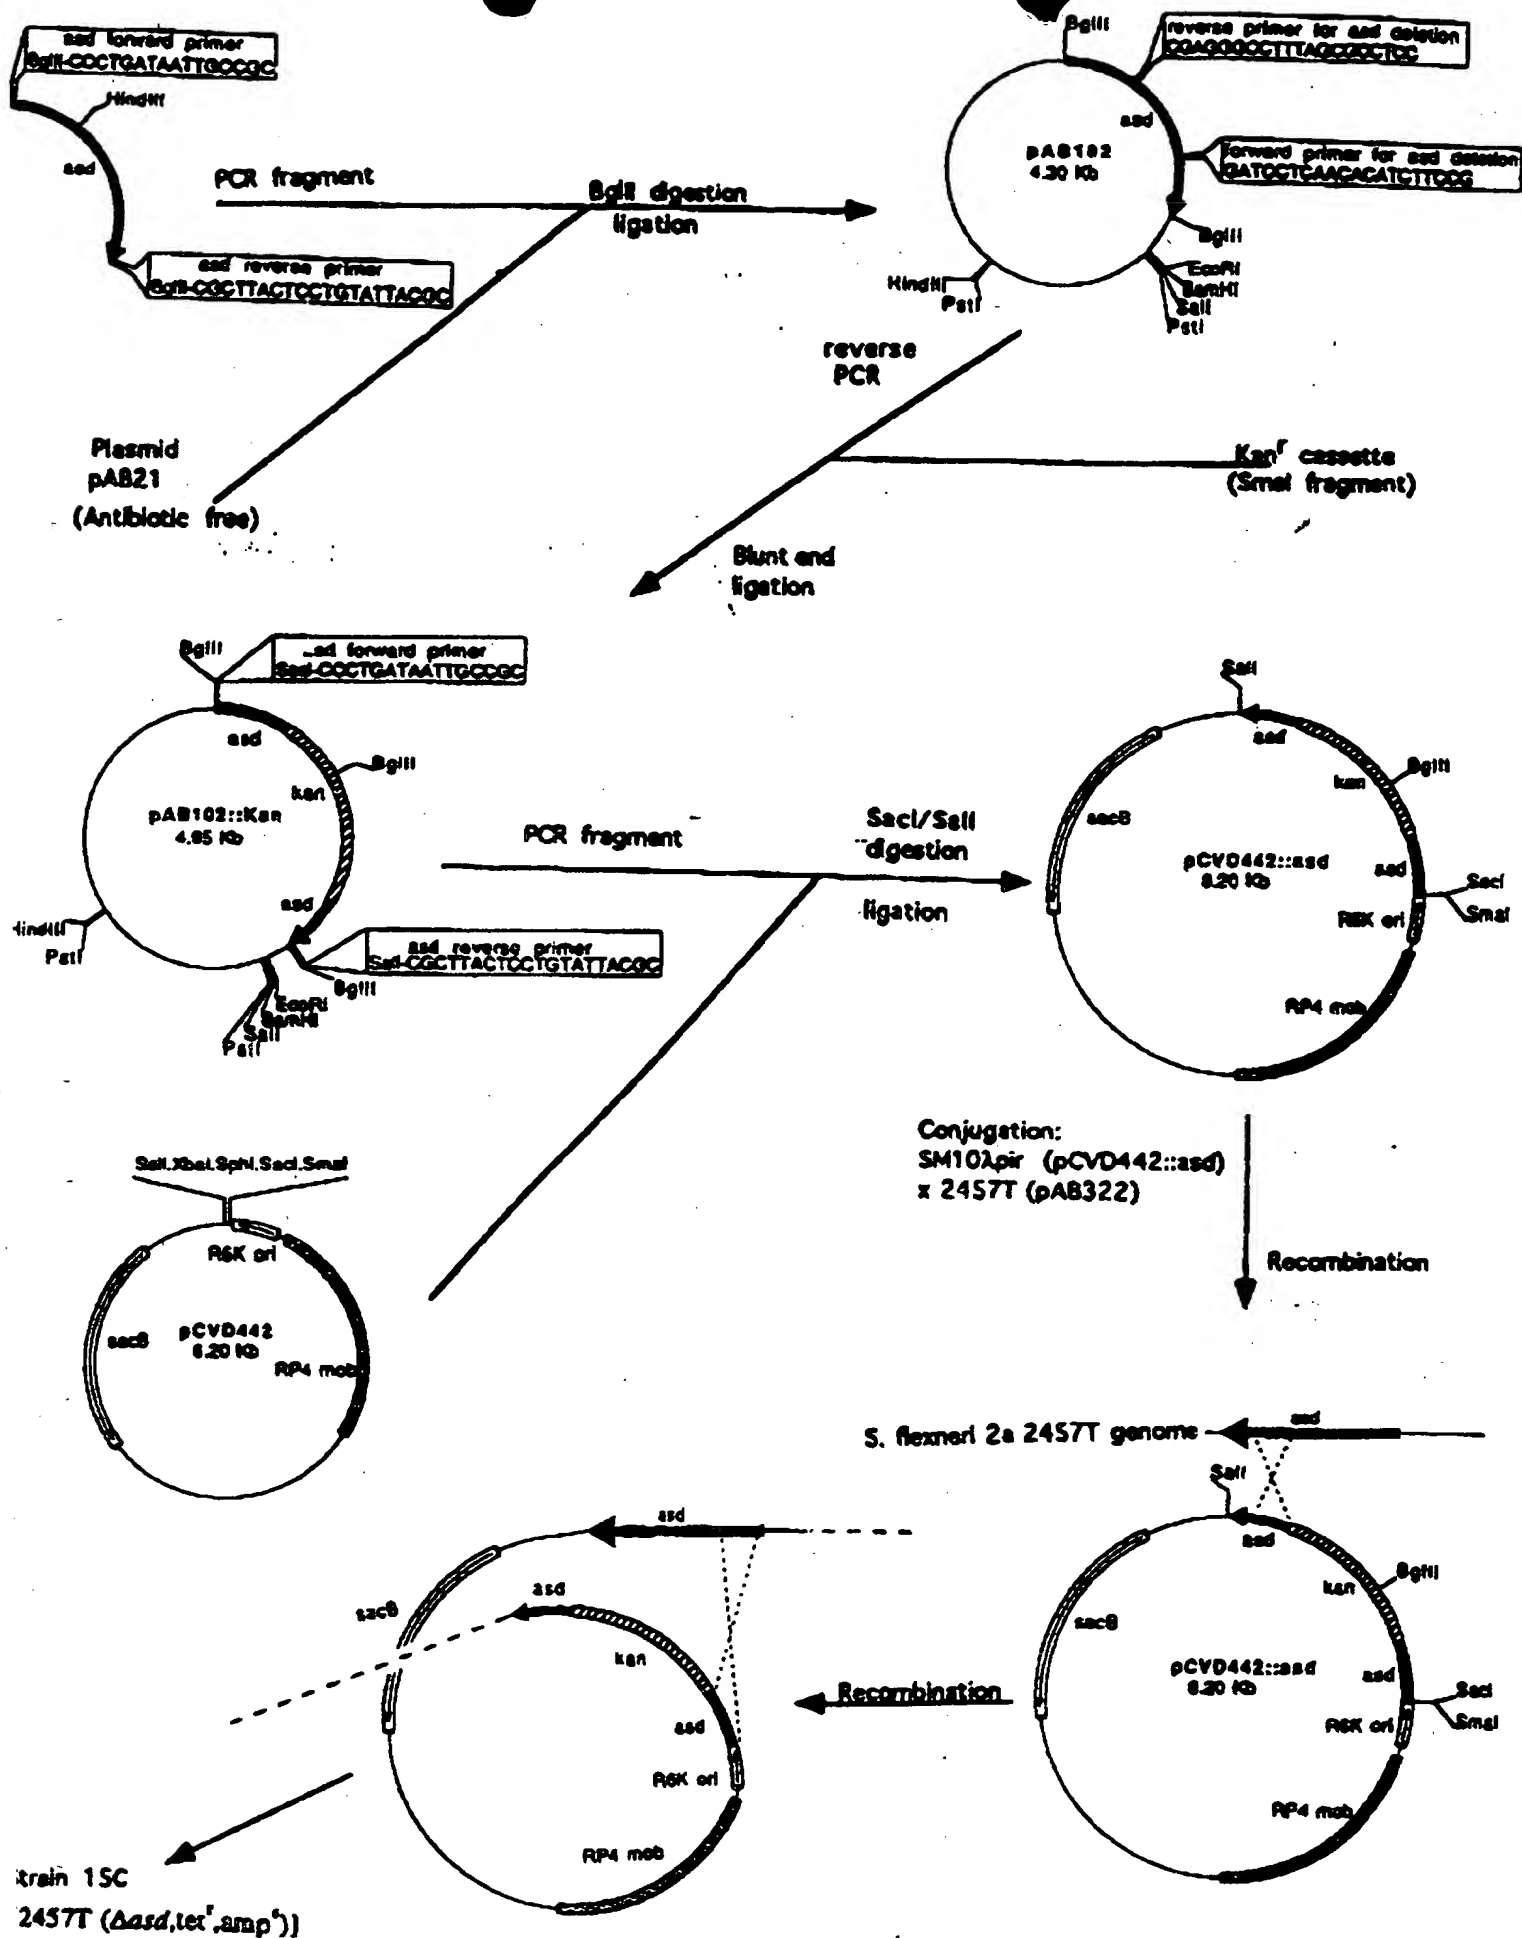 asd forward primer
BglII-CCCTGATAATTGCCGC
HindIII
asd
asd reverse primer
BglII-CGCTTACTCCTGTATTACGC
PCR fragment
BglII digestion
ligation
Plasmid
pAB21
(Antibiotic free)
BglII
reverse primer for asd deletion
CGAGGGCCTTTAGCGCCTCC
asd
pAB102
4.30 Kb
forward primer for asd deletion
GATCCTCAACACATCTTCCG
BglII
EcoRI
BamHI
SalI
PstI
HindIII
PstI
reverse
PCR
Kanʳ cassette
(SmaI fragment)
Blunt end
ligation
BglII
asd forward primer
SacI-CCCTGATAATTGCCGC
asd
BglII
kan
pAB102::Kan
4.85 Kb
asd
HindIII
PstI
asd reverse primer
SalI-CGCTTACTCCTGTATTACGC
BglII
EcoRI
BamHI
SalI
PstI
PCR fragment
SacI/SalI
digestion
ligation
SalI
asd
BglII
kan
sacB
pCVD442::asd
8.20 Kb
asd
SacI
SmaI
R6K ori
RP4 mob
SalI.XbaI.SphI.SacI.SmaI
R6K ori
sacB
pCVD442
6.20 Kb
RP4 mob
Conjugation:
SM10λpir (pCVD442::asd)
x 2457T (pAB322)
Recombination
S. flexneri 2a 2457T genome
asd
SalI
asd
BglII
kan
sacB
pCVD442::asd
8.20 Kb
asd
SacI
SmaI
R6K ori
RP4 mob
Recombination
asd
asd
sacB
kan
asd
R6K ori
RP4 mob
train 1SC
2457T (Δasd,tetʳ,ampˢ)]